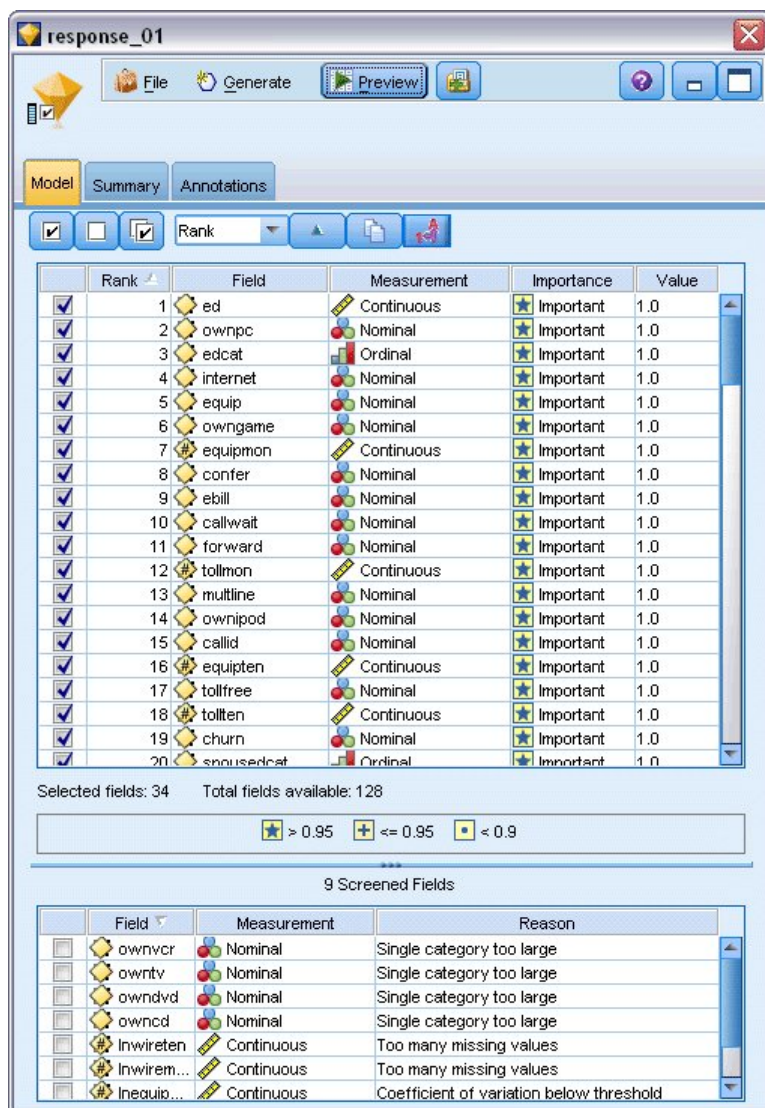 response_01
File Generate Preview
Model Summary Annotations
Rank
Rank Field Measurement Importance Value
1 ed Continuous Important 1.0
2 ownpc Nominal Important 1.0
3 edcat Ordinal Important 1.0
4 internet Nominal Important 1.0
5 equip Nominal Important 1.0
6 owngame Nominal Important 1.0
7 equipmon Continuous Important 1.0
8 confer Nominal Important 1.0
9 ebill Nominal Important 1.0
10 callwait Nominal Important 1.0
11 forward Nominal Important 1.0
12 tollmon Continuous Important 1.0
13 multline Nominal Important 1.0
14 ownipod Nominal Important 1.0
15 callid Nominal Important 1.0
16 equipten Continuous Important 1.0
17 tollfree Nominal Important 1.0
18 tollten Continuous Important 1.0
19 churn Nominal Important 1.0
20 spousedcat Ordinal Important 1.0
Selected fields: 34 Total fields available: 128
> 0.95 <= 0.95 < 0.9
9 Screened Fields
Field Measurement Reason
ownvcr Nominal Single category too large
owntv Nominal Single category too large
owndvd Nominal Single category too large
owncd Nominal Single category too large
lnwireten Continuous Too many missing values
lnwirem... Continuous Too many missing values
lnequip... Continuous Coefficient of variation below threshold